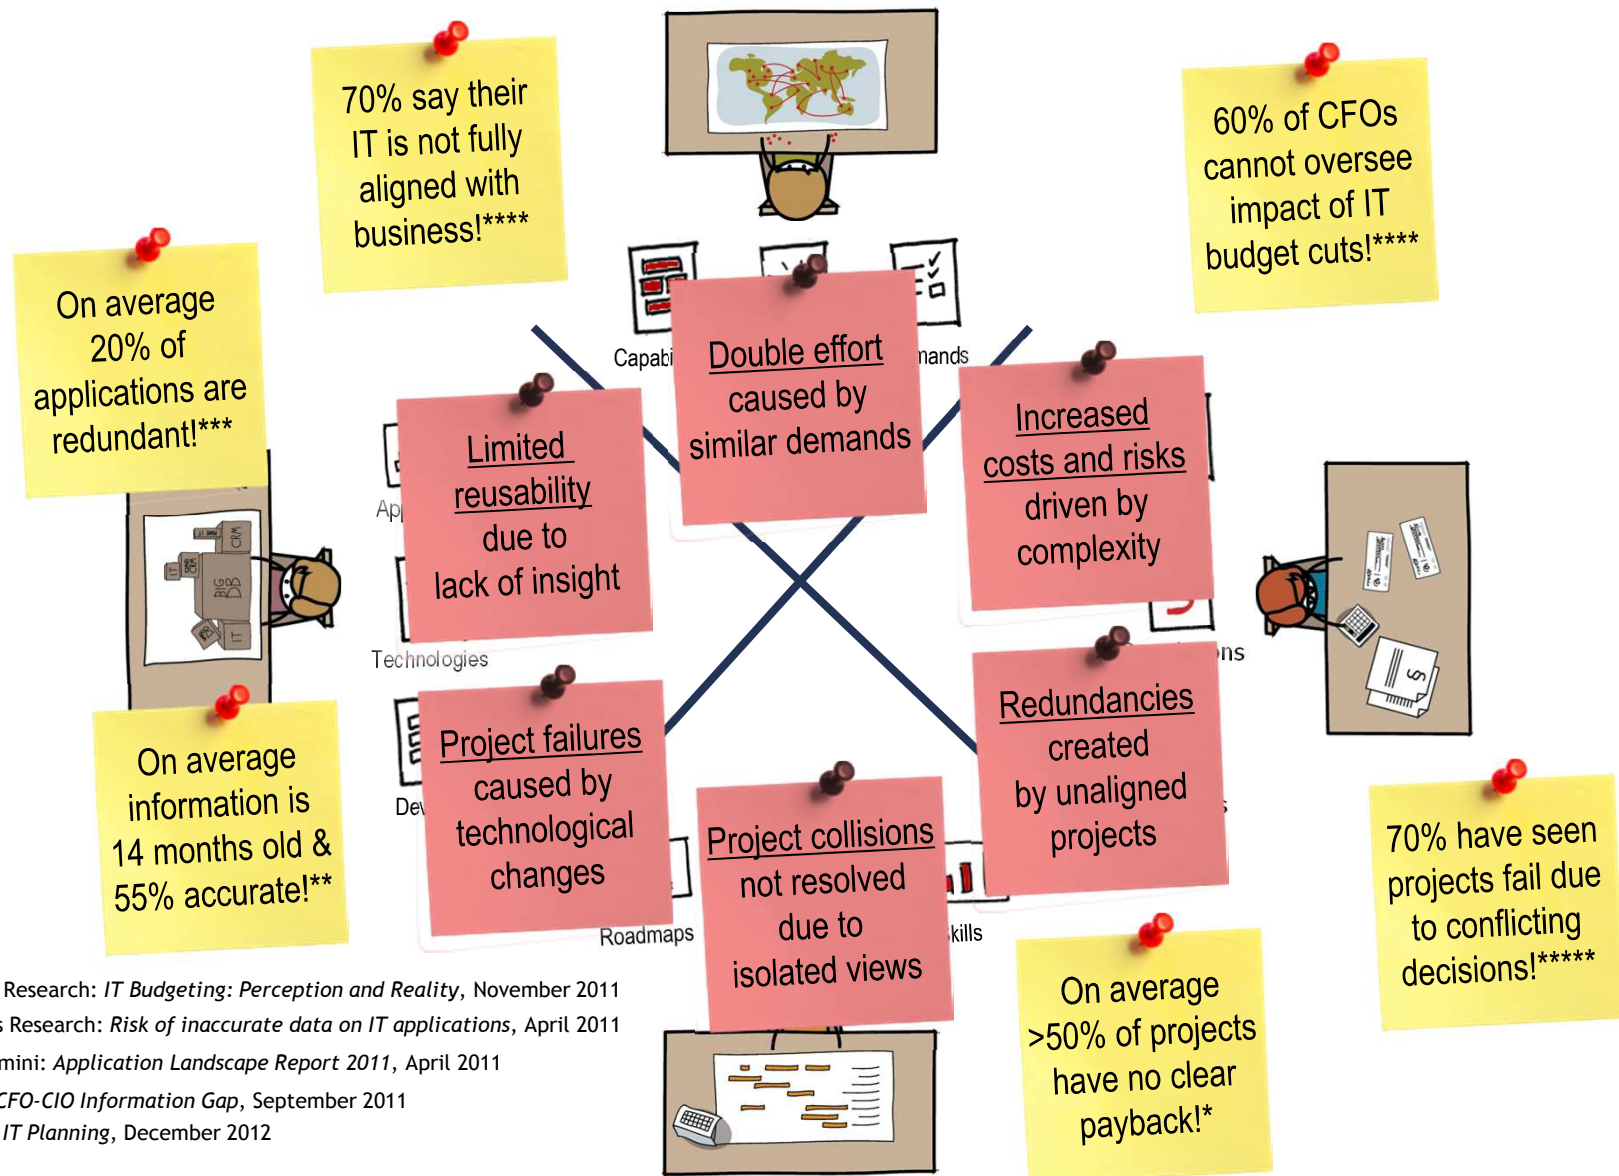 70% say their
IT is not fully
aligned with
business!****
60% of CFOs
cannot oversee
impact of IT
budget cuts!****
On average
20% of
applications are
redundant!***
Double effort
caused by
similar demands
Limited
reusability
due to
lack of insight
Increased
costs and risks
driven by
complexity
CRM
IT
CRM
BIG
DB
IT
Technologies
§
On average
information is
14 months old &
55% accurate!**
Project failures
caused by
technological
changes
Redundancies
created
by unaligned
projects
Project collisions
not resolved
due to
isolated views
70% have seen
projects fail due
to conflicting
decisions!*****
Roadmaps
On average
>50% of projects
have no clear
payback!*
Research: IT Budgeting: Perception and Reality, November 2011
Research: Risk of inaccurate data on IT applications, April 2011
mini: Application Landscape Report 2011, April 2011
CFO-CIO Information Gap, September 2011
IT Planning, December 2012